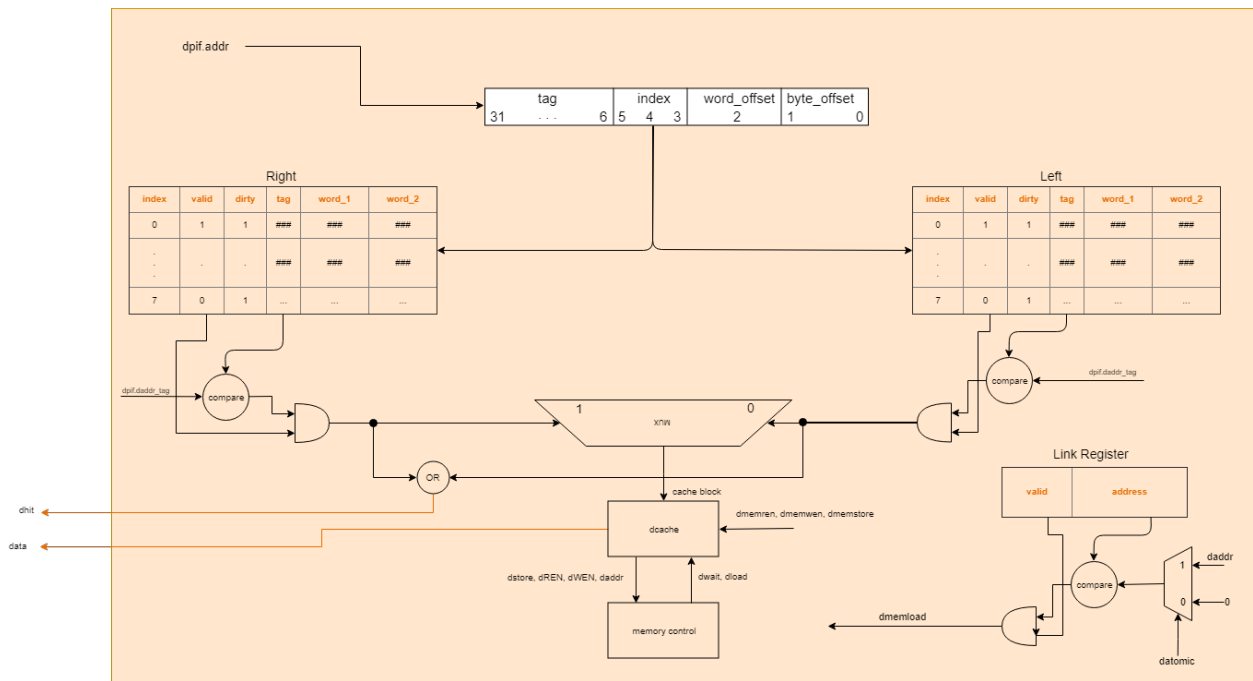 dpif.addr
tag index word_offset byte_offset
31 . . . 6 5 4 3 2 1 0
Right
index valid dirty tag word_1 word_2
0 1 1 ### ### ###
. . . ### ###
.
.
7 0 1 ... ... ...
Left
index valid dirty tag word_1 word_2
0 1 1 ### ### ###
. . . ### ### ###
.
.
7 0 1 ... ... ...
dpif.daddr_tag
compare
1 0
MUX
compare
dpif.daddr_tag
OR
cache block
dhit
data
dcache
dmemren, dmemwen, dmemstore
dstore, dREN, dWEN, daddr
dwait, dload
memory control
Link Register
valid address
compare
1
0
daddr
0
dmemload
datomic